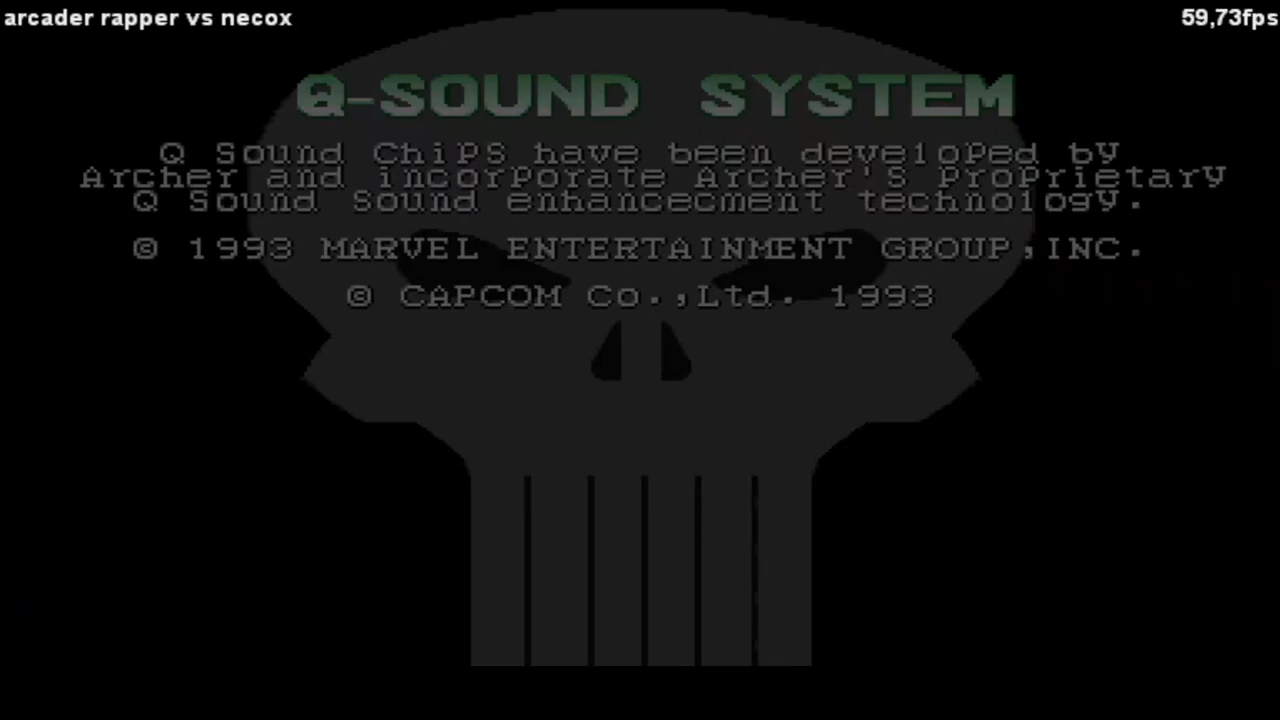 arcader rapper vs necox
59,73fps
Q-SOUND SYSTEM
Q Sound Chips have been developed by
Archer and incorporate Archer's Proprietary
Q Sound Sound enhancecment technology.
© 1993 MARVEL ENTERTAINMENT GROUP,INC.
© CAPCOM Co.,Ltd. 1993